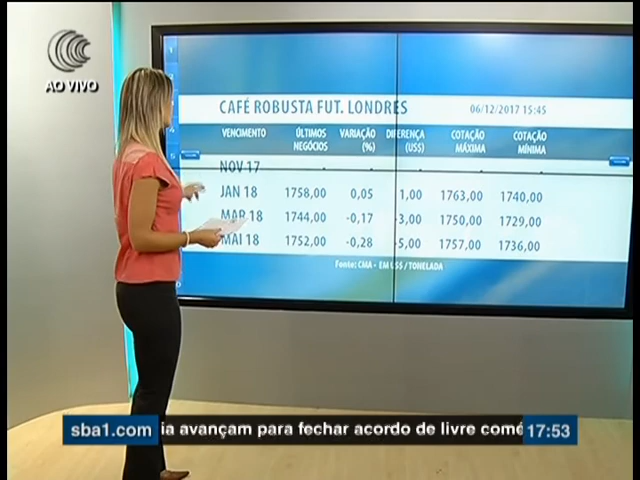 AO VIVO
CAFÉ ROBUSTA FUT. LONDRES 06/12/2017 15:45
VENCIMENTO ÚLTIMOS NEGÓCIOS VARIAÇÃO (%) DIFERENÇA (US$) COTAÇÃO MÁXIMA COTAÇÃO MÍNIMA
NOV 17 - - - - -
JAN 18 1758,00 0,05 1,00 1763,00 1740,00
MAR 18 1744,00 -0,17 -3,00 1750,00 1729,00
MAI 18 1752,00 -0,28 -5,00 1757,00 1736,00
Fonte: CMA - EM US$ / TONELADA
sba1.com ia avançam para fechar acordo de livre comé 17:53